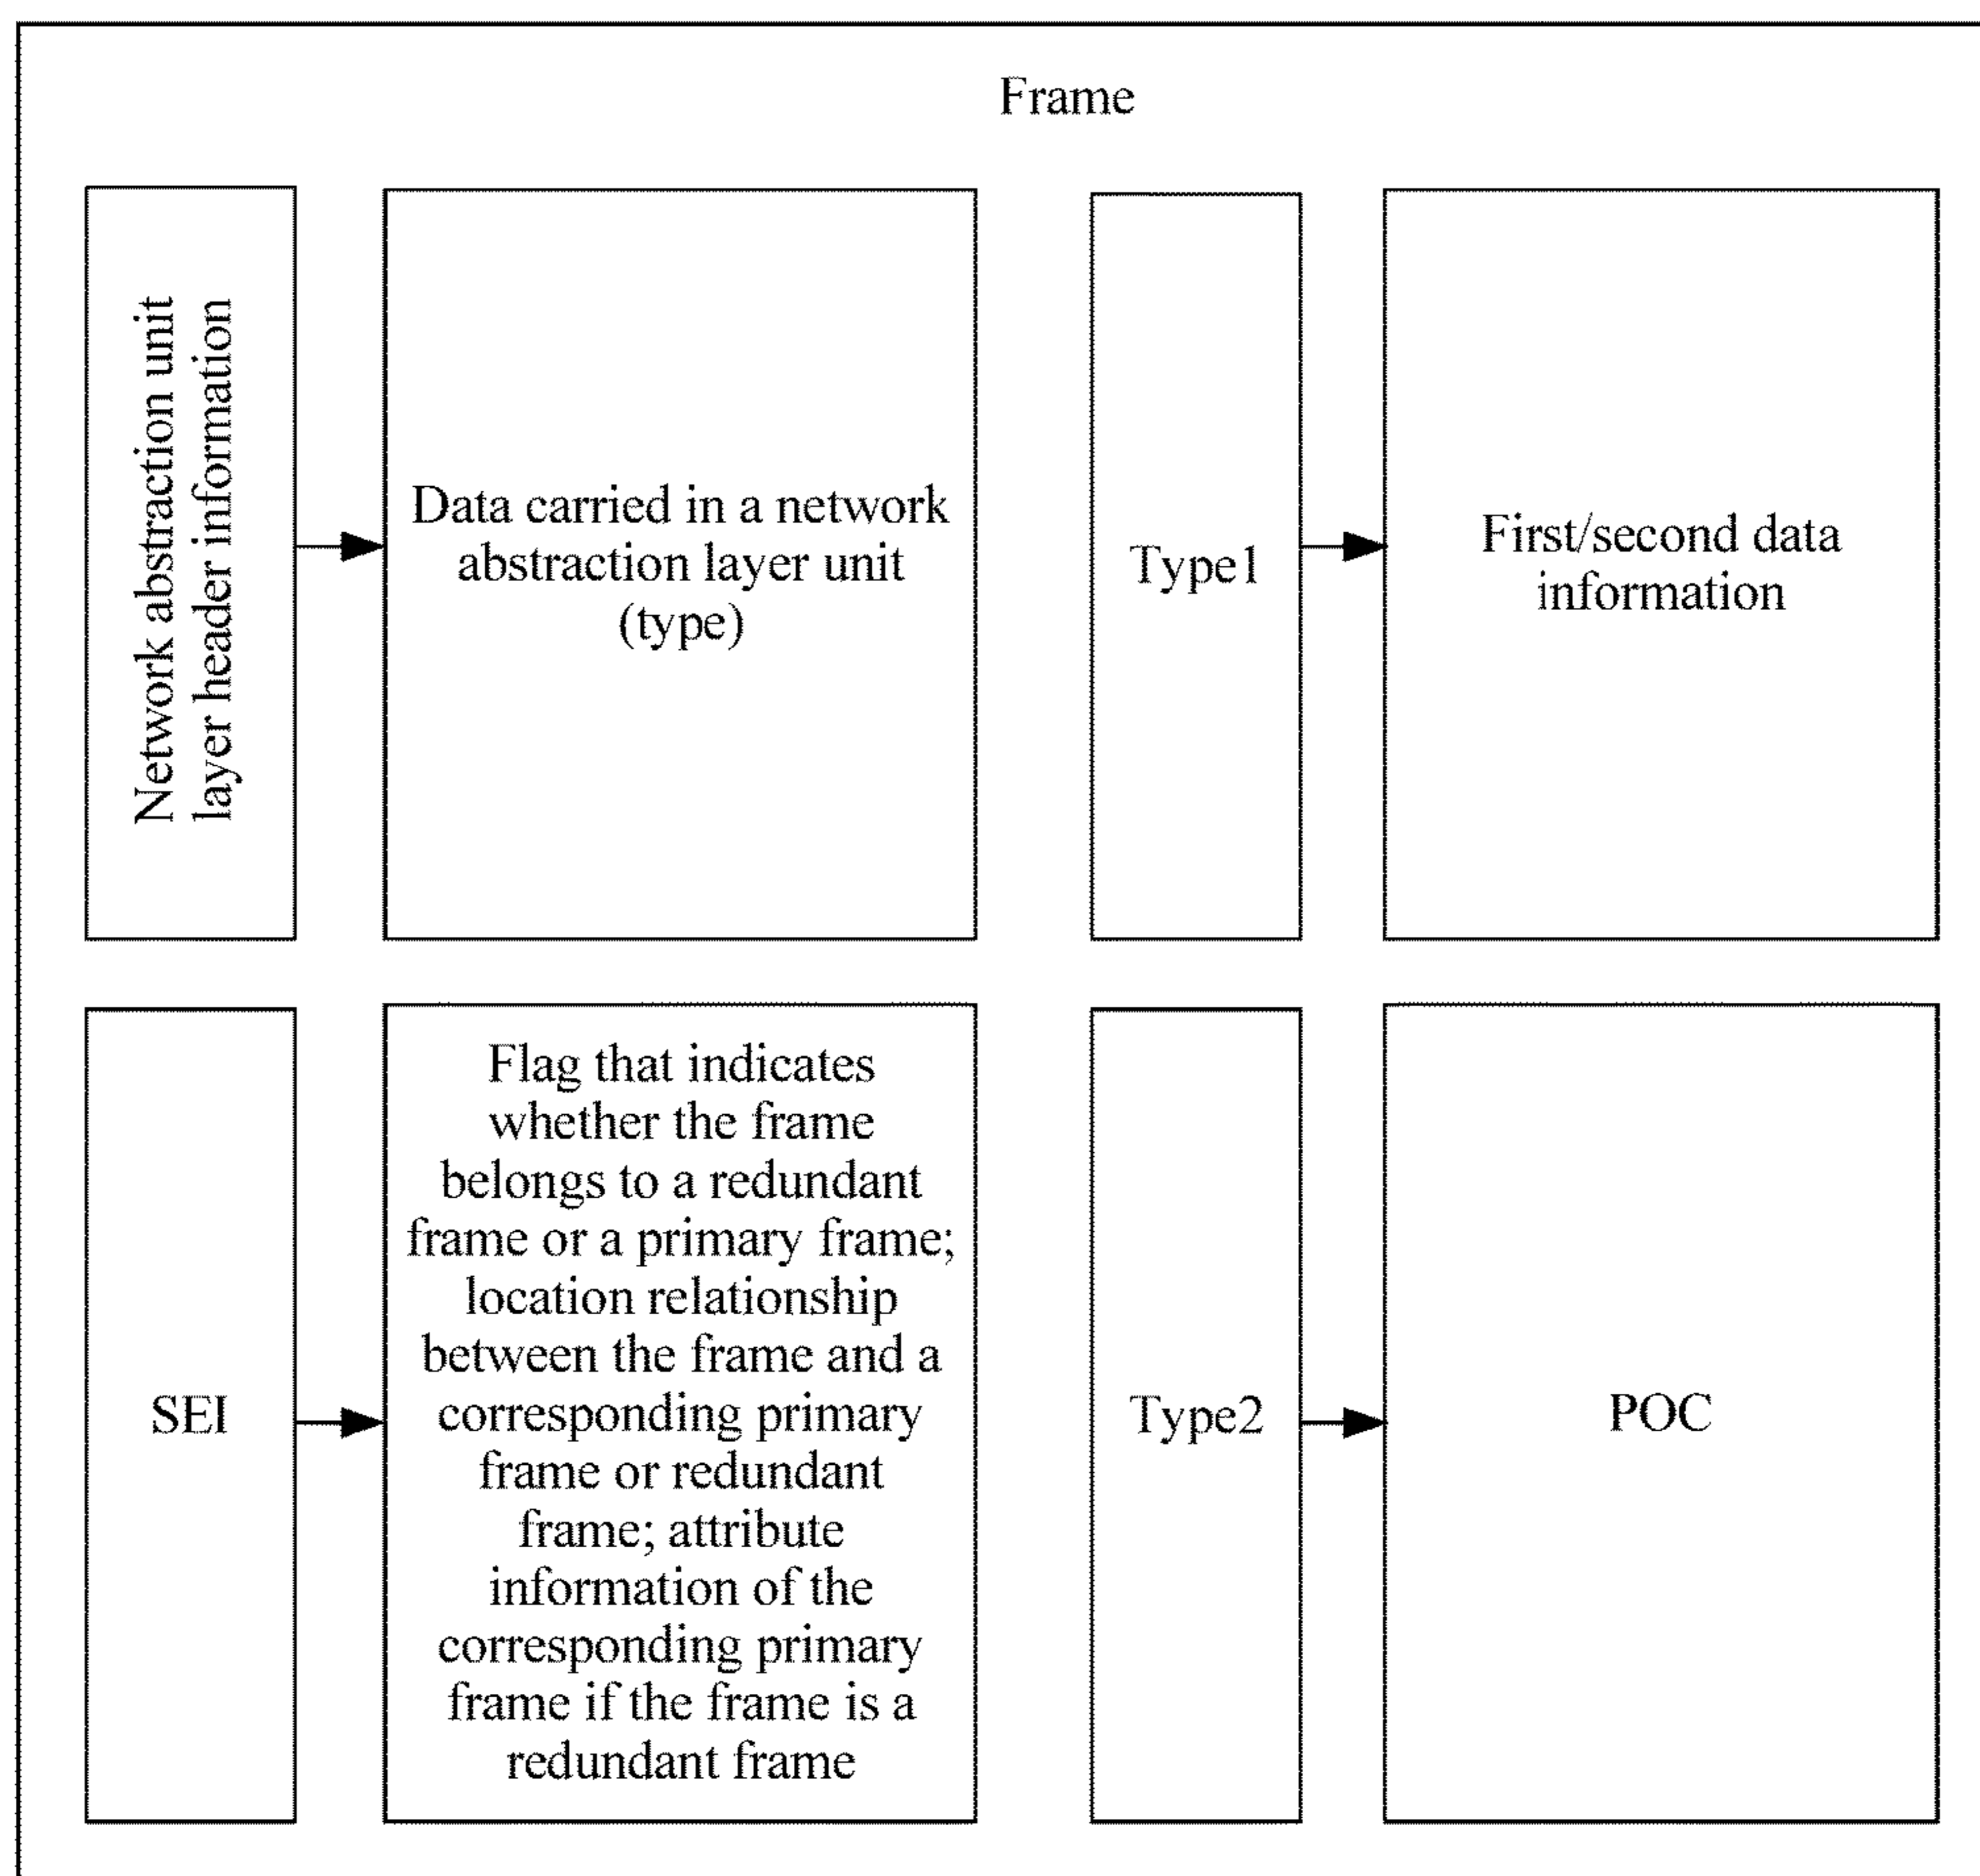 Frame
Network abstraction unit
layer header information
Data carried in a network
abstraction layer unit
(type)
Type1
First/second data
information
SEI
Flag that indicates
whether the frame
belongs to a redundant
frame or a primary frame;
location relationship
between the frame and a
corresponding primary
frame or redundant
frame; attribute
information of the
corresponding primary
frame if the frame is a
redundant frame
Type2
POC